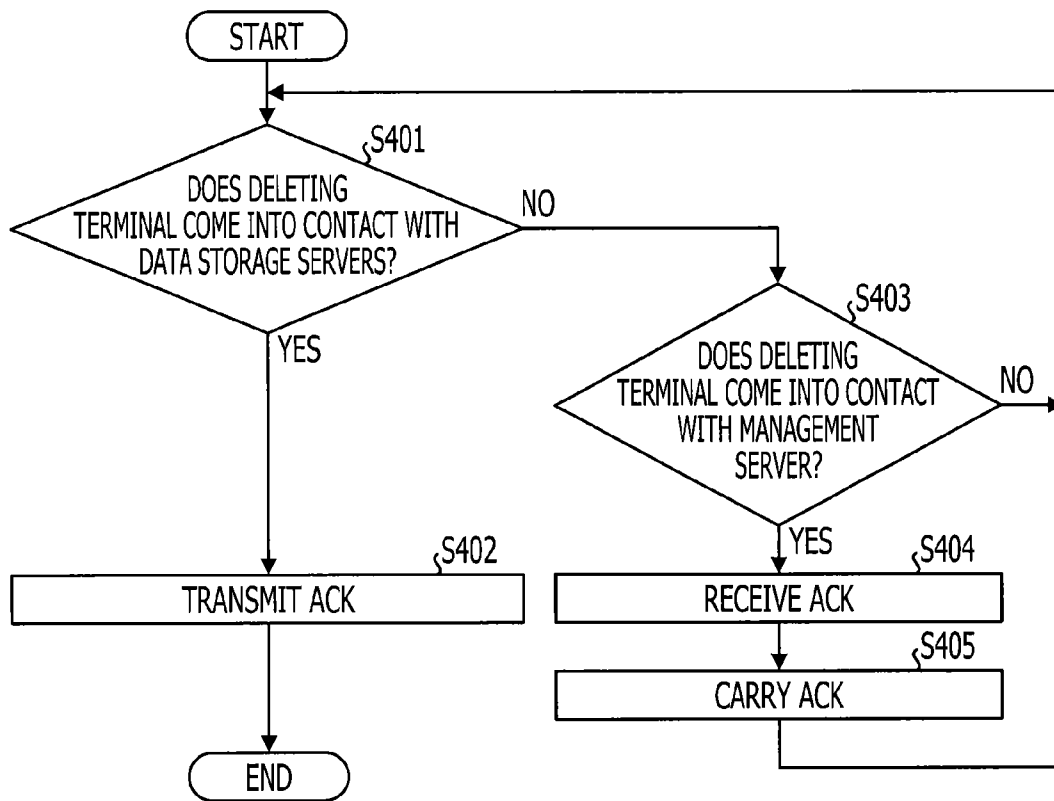 START
S401
DOES DELETING
TERMINAL COME INTO CONTACT WITH
DATA STORAGE SERVERS?
NO
YES
S403
DOES DELETING
TERMINAL COME INTO CONTACT
WITH MANAGEMENT
SERVER?
NO
YES
S402
TRANSMIT ACK
S404
RECEIVE ACK
S405
CARRY ACK
END